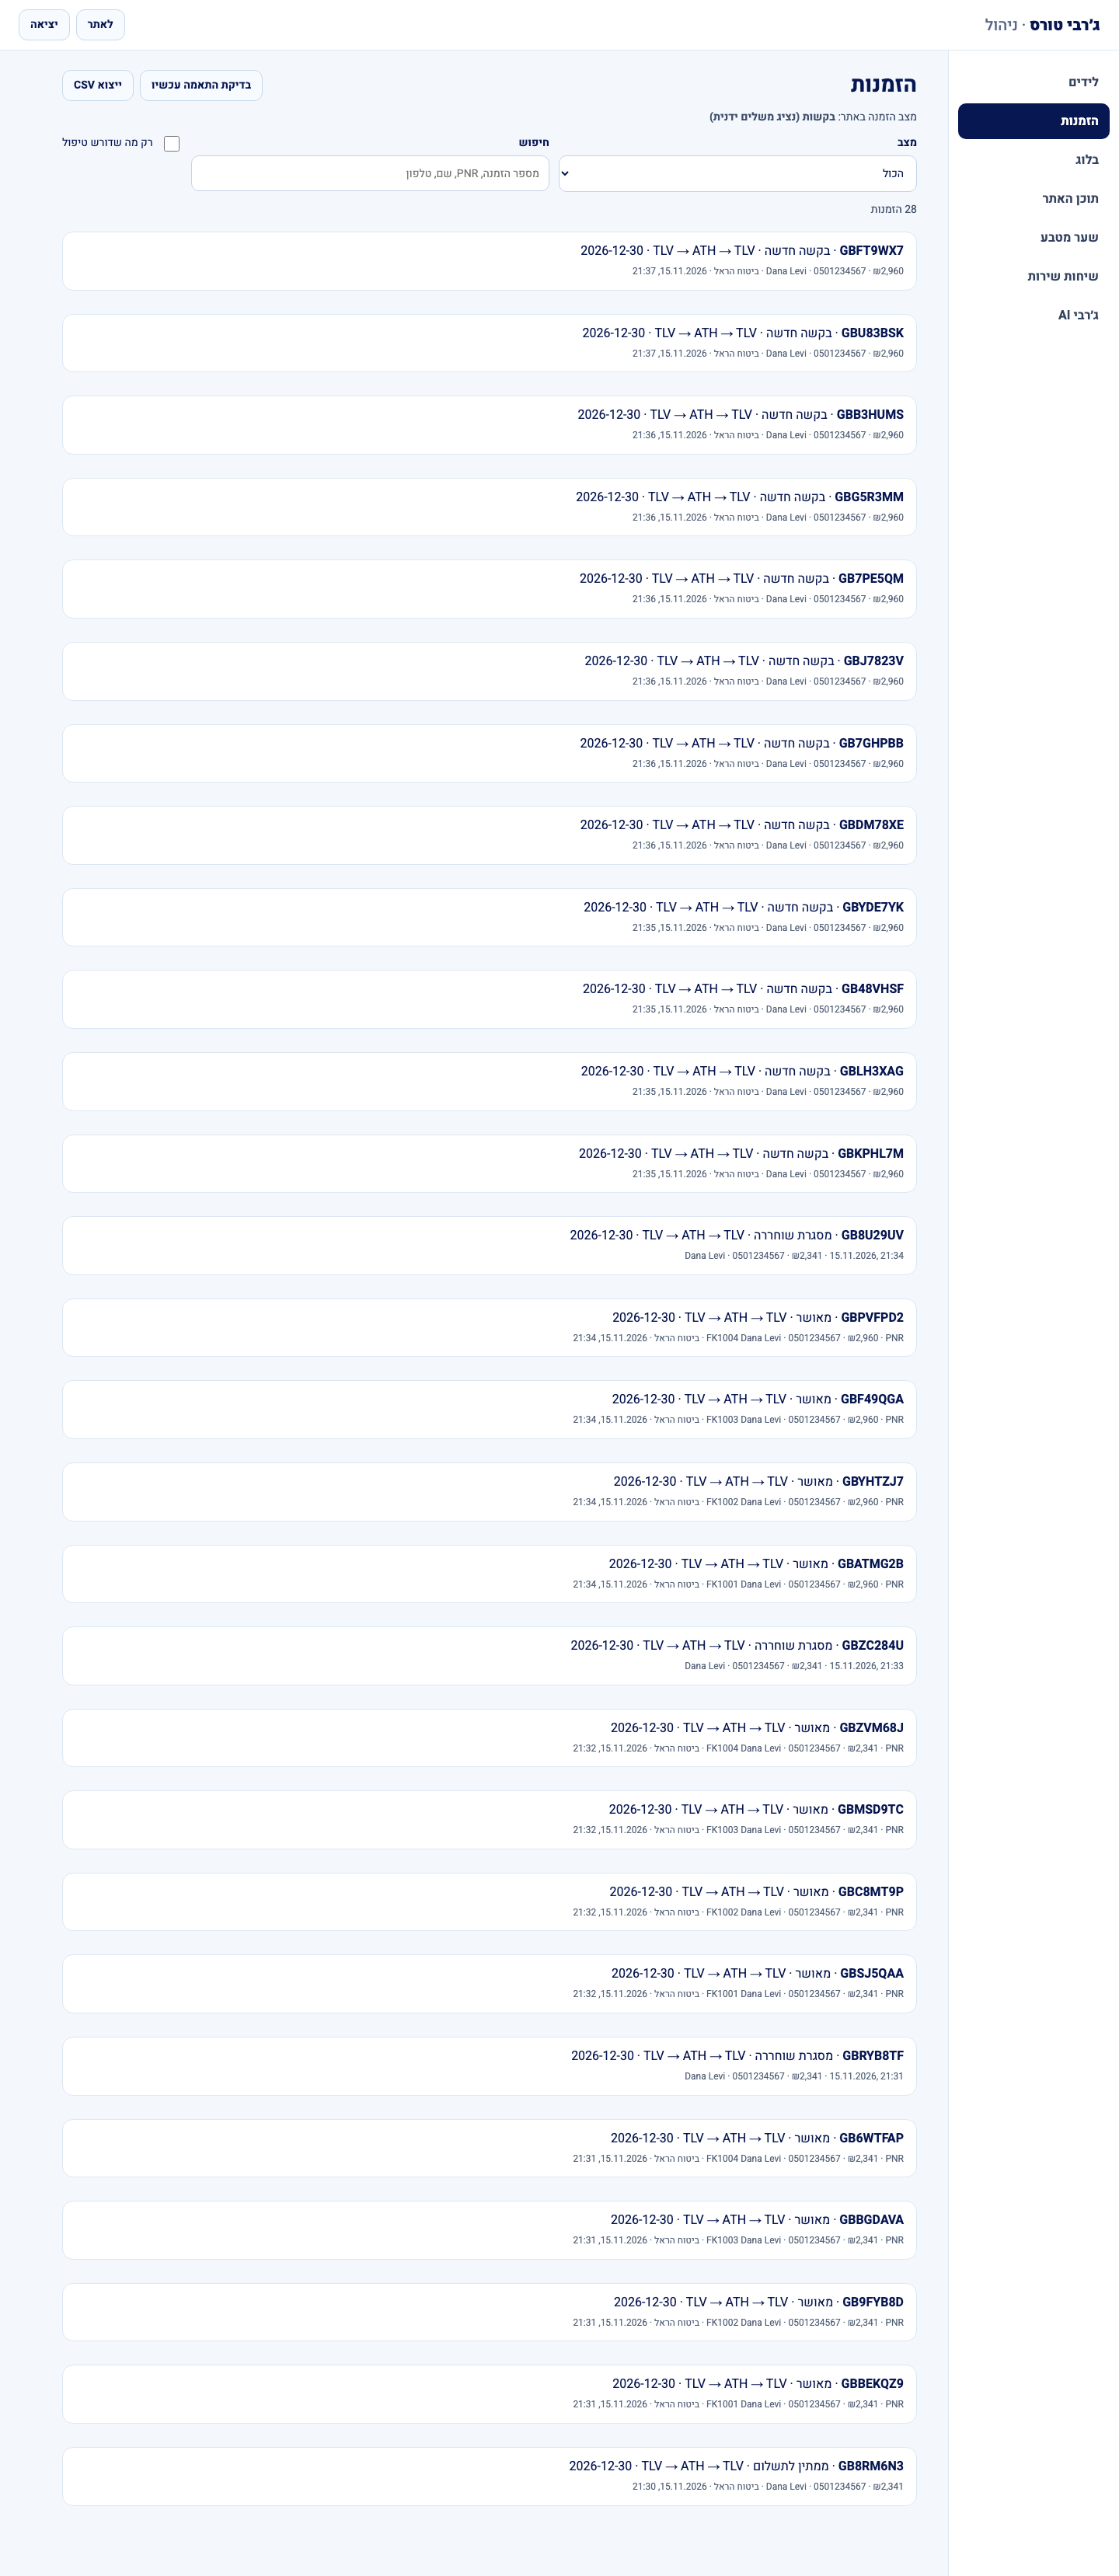 ג׳רבי טורס · ניהול
לאתר
יציאה
לידים
הזמנות
בלוג
תוכן האתר
שער מטבע
שיחות שירות
ג׳רבי AI
הזמנות
בדיקת התאמה עכשיו
ייצוא CSV
מצב הזמנה באתר: בקשות (נציג משלים ידנית)
מצב
חיפוש
רק מה שדורש טיפול
הכול
מספר הזמנה, PNR, שם, טלפון
28 הזמנות
GBFT9WX7 · בקשה חדשה · TLV → ATH → TLV · 2026-12-30
Dana Levi · 0501234567 · ₪2,960 · ביטוח הראל · 15.11.2026, 21:37
GBU83BSK · בקשה חדשה · TLV → ATH → TLV · 2026-12-30
Dana Levi · 0501234567 · ₪2,960 · ביטוח הראל · 15.11.2026, 21:37
GBB3HUMS · בקשה חדשה · TLV → ATH → TLV · 2026-12-30
Dana Levi · 0501234567 · ₪2,960 · ביטוח הראל · 15.11.2026, 21:36
GBG5R3MM · בקשה חדשה · TLV → ATH → TLV · 2026-12-30
Dana Levi · 0501234567 · ₪2,960 · ביטוח הראל · 15.11.2026, 21:36
GB7PE5QM · בקשה חדשה · TLV → ATH → TLV · 2026-12-30
Dana Levi · 0501234567 · ₪2,960 · ביטוח הראל · 15.11.2026, 21:36
GBJ7823V · בקשה חדשה · TLV → ATH → TLV · 2026-12-30
Dana Levi · 0501234567 · ₪2,960 · ביטוח הראל · 15.11.2026, 21:36
GB7GHPBB · בקשה חדשה · TLV → ATH → TLV · 2026-12-30
Dana Levi · 0501234567 · ₪2,960 · ביטוח הראל · 15.11.2026, 21:36
GBDM78XE · בקשה חדשה · TLV → ATH → TLV · 2026-12-30
Dana Levi · 0501234567 · ₪2,960 · ביטוח הראל · 15.11.2026, 21:36
GBYDE7YK · בקשה חדשה · TLV → ATH → TLV · 2026-12-30
Dana Levi · 0501234567 · ₪2,960 · ביטוח הראל · 15.11.2026, 21:35
GB48VHSF · בקשה חדשה · TLV → ATH → TLV · 2026-12-30
Dana Levi · 0501234567 · ₪2,960 · ביטוח הראל · 15.11.2026, 21:35
GBLH3XAG · בקשה חדשה · TLV → ATH → TLV · 2026-12-30
Dana Levi · 0501234567 · ₪2,960 · ביטוח הראל · 15.11.2026, 21:35
GBKPHL7M · בקשה חדשה · TLV → ATH → TLV · 2026-12-30
Dana Levi · 0501234567 · ₪2,960 · ביטוח הראל · 15.11.2026, 21:35
GB8U29UV · מסגרת שוחררה · TLV → ATH → TLV · 2026-12-30
Dana Levi · 0501234567 · ₪2,341 · 15.11.2026, 21:34
GBPVFPD2 · מאושר · TLV → ATH → TLV · 2026-12-30
Dana Levi · 0501234567 · ₪2,960 · PNR FK1004 · ביטוח הראל · 15.11.2026, 21:34
GBF49QGA · מאושר · TLV → ATH → TLV · 2026-12-30
Dana Levi · 0501234567 · ₪2,960 · PNR FK1003 · ביטוח הראל · 15.11.2026, 21:34
GBYHTZJ7 · מאושר · TLV → ATH → TLV · 2026-12-30
Dana Levi · 0501234567 · ₪2,960 · PNR FK1002 · ביטוח הראל · 15.11.2026, 21:34
GBATMG2B · מאושר · TLV → ATH → TLV · 2026-12-30
Dana Levi · 0501234567 · ₪2,960 · PNR FK1001 · ביטוח הראל · 15.11.2026, 21:34
GBZC284U · מסגרת שוחררה · TLV → ATH → TLV · 2026-12-30
Dana Levi · 0501234567 · ₪2,341 · 15.11.2026, 21:33
GBZVM68J · מאושר · TLV → ATH → TLV · 2026-12-30
Dana Levi · 0501234567 · ₪2,341 · PNR FK1004 · ביטוח הראל · 15.11.2026, 21:32
GBMSD9TC · מאושר · TLV → ATH → TLV · 2026-12-30
Dana Levi · 0501234567 · ₪2,341 · PNR FK1003 · ביטוח הראל · 15.11.2026, 21:32
GBC8MT9P · מאושר · TLV → ATH → TLV · 2026-12-30
Dana Levi · 0501234567 · ₪2,341 · PNR FK1002 · ביטוח הראל · 15.11.2026, 21:32
GBSJ5QAA · מאושר · TLV → ATH → TLV · 2026-12-30
Dana Levi · 0501234567 · ₪2,341 · PNR FK1001 · ביטוח הראל · 15.11.2026, 21:32
GBRYB8TF · מסגרת שוחררה · TLV → ATH → TLV · 2026-12-30
Dana Levi · 0501234567 · ₪2,341 · 15.11.2026, 21:31
GB6WTFAP · מאושר · TLV → ATH → TLV · 2026-12-30
Dana Levi · 0501234567 · ₪2,341 · PNR FK1004 · ביטוח הראל · 15.11.2026, 21:31
GBBGDAVA · מאושר · TLV → ATH → TLV · 2026-12-30
Dana Levi · 0501234567 · ₪2,341 · PNR FK1003 · ביטוח הראל · 15.11.2026, 21:31
GB9FYB8D · מאושר · TLV → ATH → TLV · 2026-12-30
Dana Levi · 0501234567 · ₪2,341 · PNR FK1002 · ביטוח הראל · 15.11.2026, 21:31
GBBEKQZ9 · מאושר · TLV → ATH → TLV · 2026-12-30
Dana Levi · 0501234567 · ₪2,341 · PNR FK1001 · ביטוח הראל · 15.11.2026, 21:31
GB8RM6N3 · ממתין לתשלום · TLV → ATH → TLV · 2026-12-30
Dana Levi · 0501234567 · ₪2,341 · ביטוח הראל · 15.11.2026, 21:30